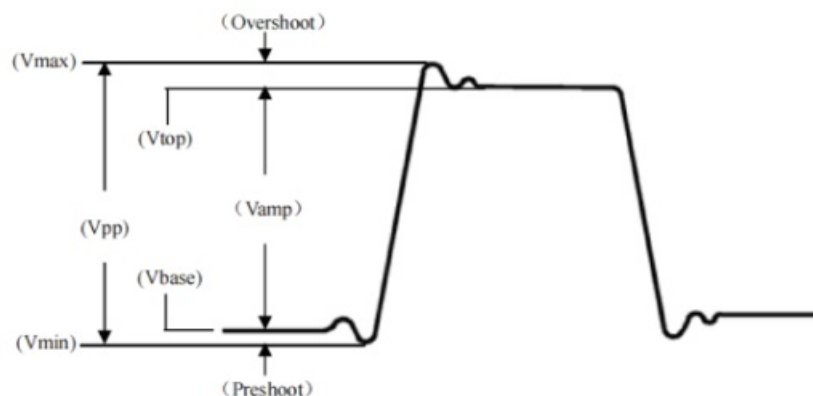 （Overshoot）
(Vmax)
(Vtop)
（Vamp）
(Vpp)
(Vbase)
(Vmin)
（Preshoot）